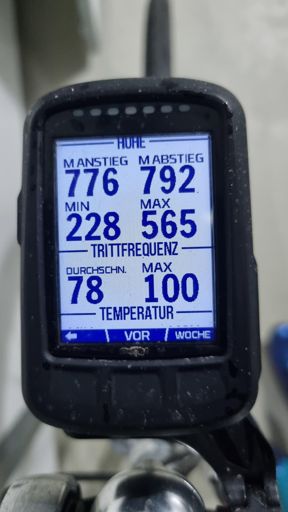 HÖHE
M ANSTIEG M ABSTIEG
776 792
MIN MAX
228 565
TRITTFREQUENZ
DURCHSCHN. MAX
78 100
TEMPERATUR
VOR WOCHE